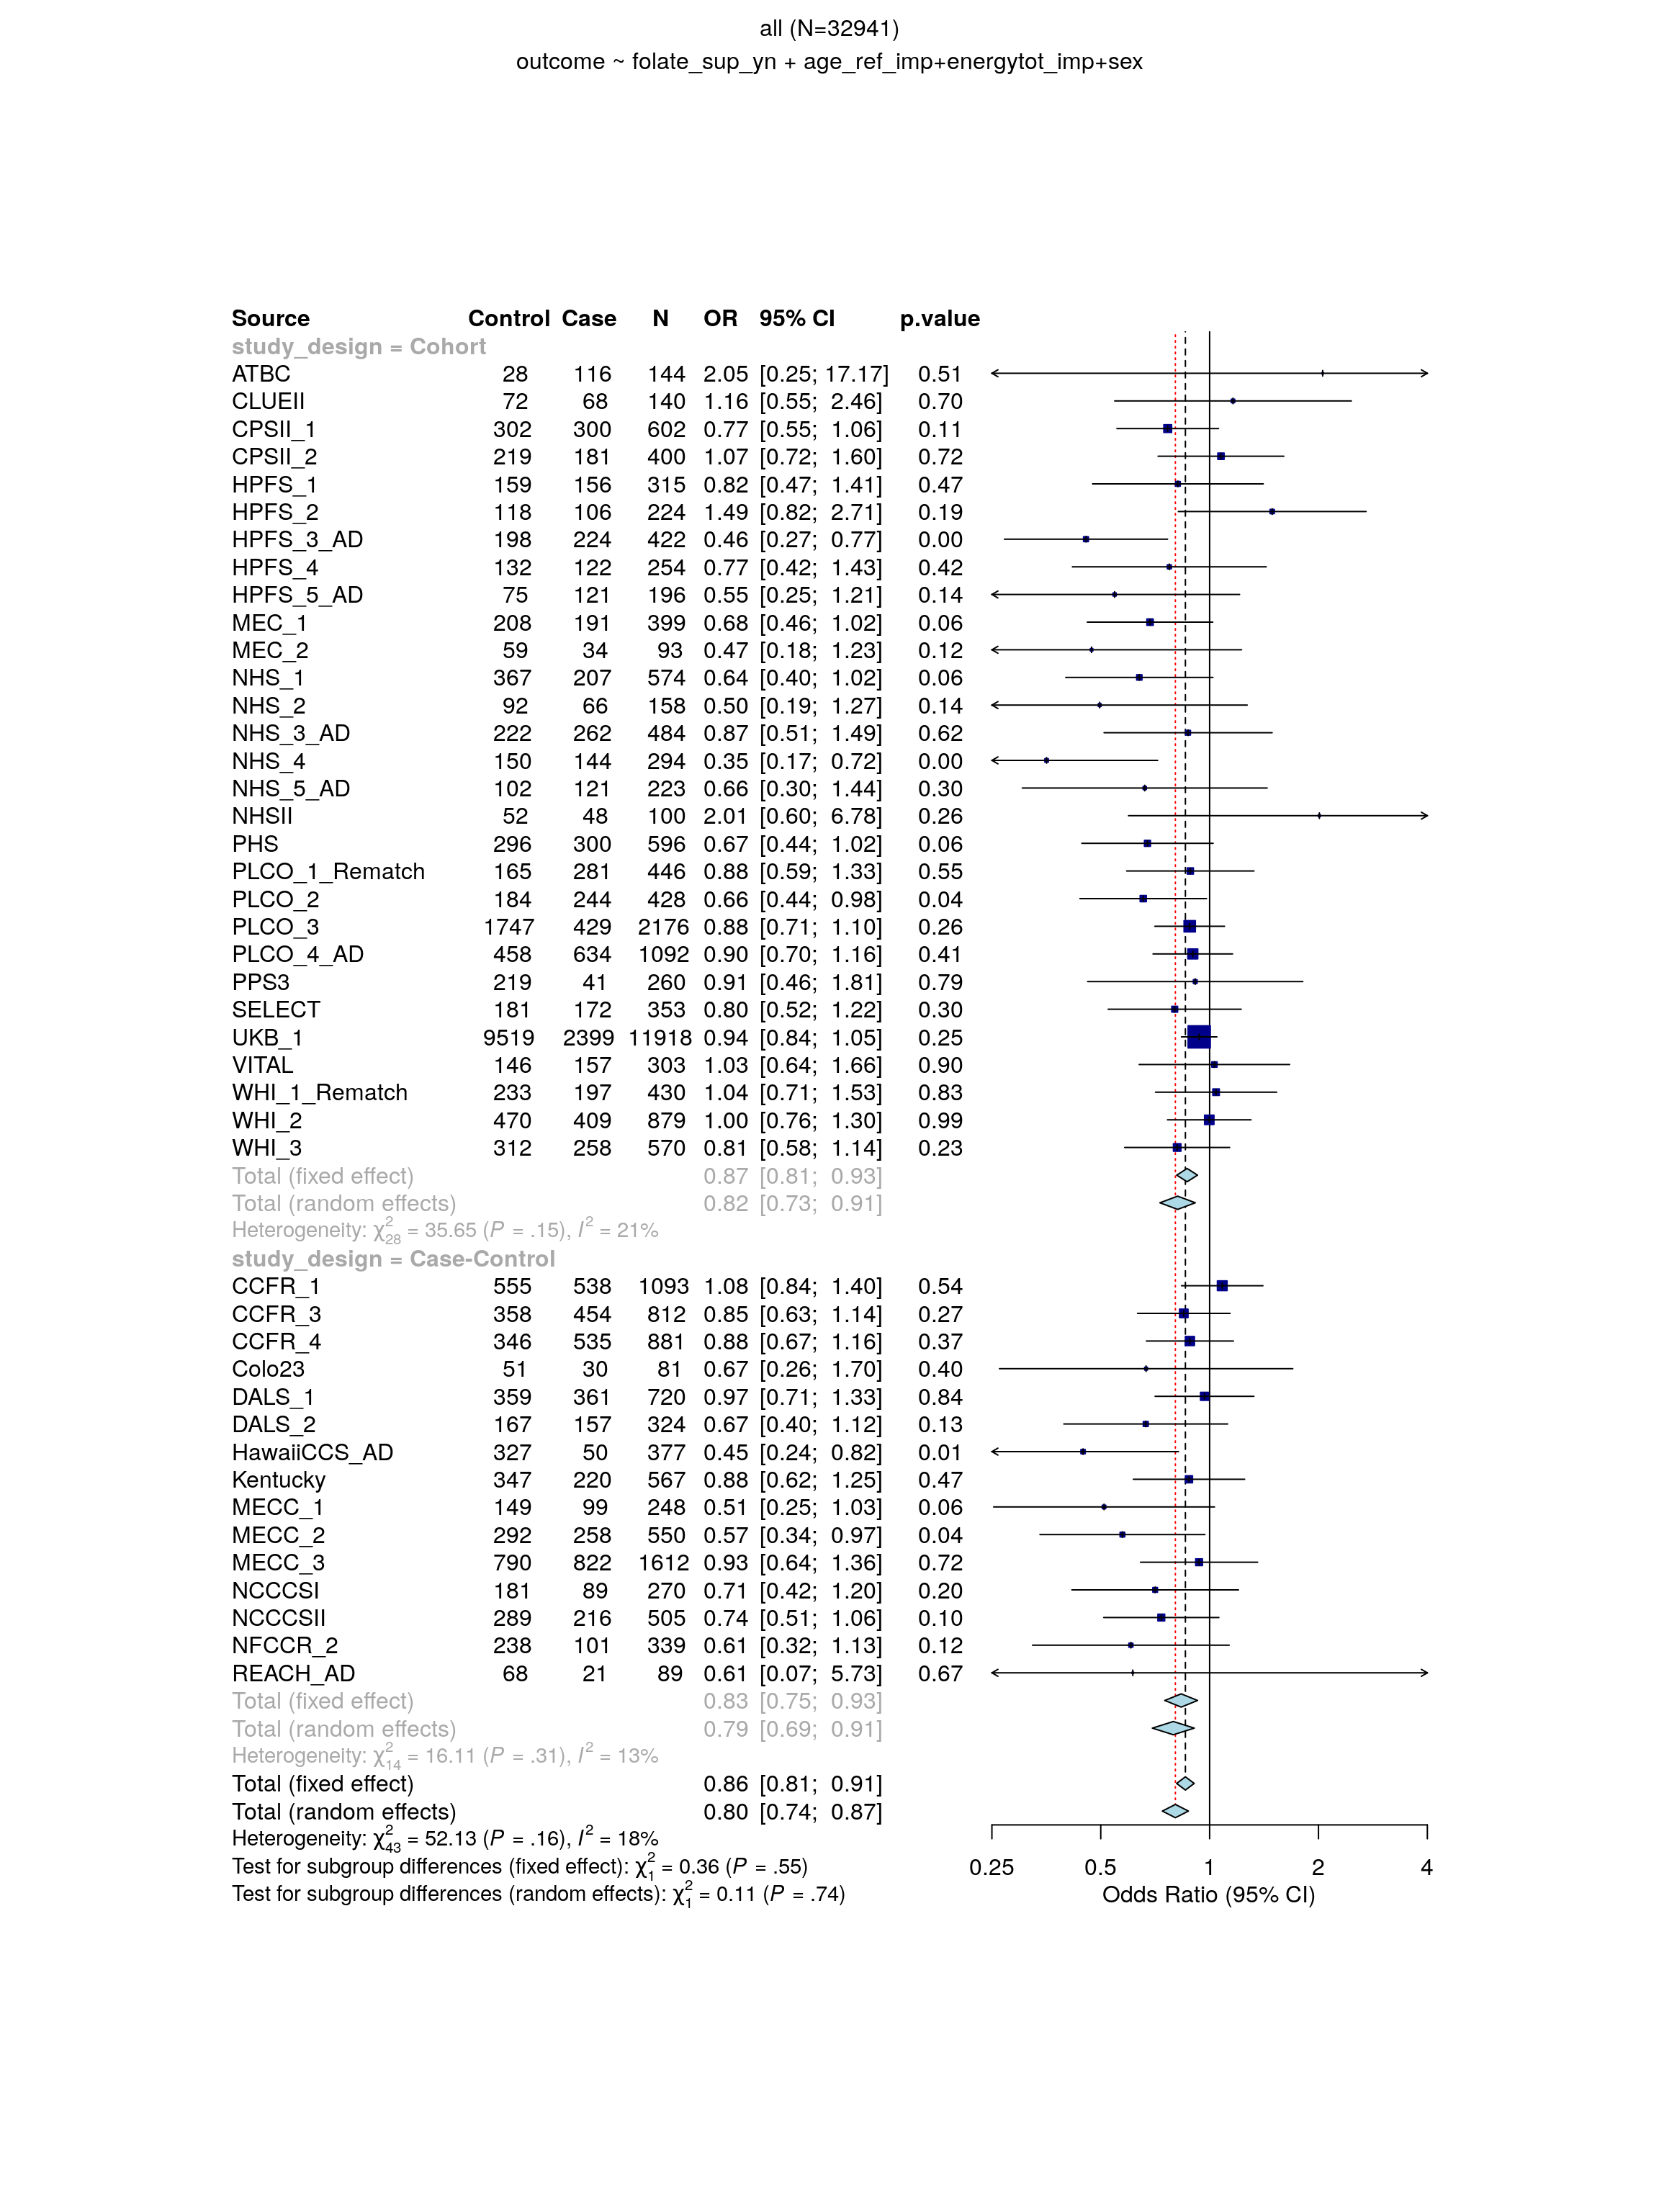 all (N=32941)
outcome ~ folate_sup_yn + age_ref_imp+energytot_imp+sex
Source Control Case N OR 95% CI p.value
study_design = Cohort
ATBC 28 116 144 2.05 [0.25; 17.17] 0.51
CLUEII 72 68 140 1.16 [0.55; 2.46] 0.70
CPSII_1 302 300 602 0.77 [0.55; 1.06] 0.11
CPSII_2 219 181 400 1.07 [0.72; 1.60] 0.72
HPFS_1 159 156 315 0.82 [0.47; 1.41] 0.47
HPFS_2 118 106 224 1.49 [0.82; 2.71] 0.19
HPFS_3_AD 198 224 422 0.46 [0.27; 0.77] 0.00
HPFS_4 132 122 254 0.77 [0.42; 1.43] 0.42
HPFS_5_AD 75 121 196 0.55 [0.25; 1.21] 0.14
MEC_1 208 191 399 0.68 [0.46; 1.02] 0.06
MEC_2 59 34 93 0.47 [0.18; 1.23] 0.12
NHS_1 367 207 574 0.64 [0.40; 1.02] 0.06
NHS_2 92 66 158 0.50 [0.19; 1.27] 0.14
NHS_3_AD 222 262 484 0.87 [0.51; 1.49] 0.62
NHS_4 150 144 294 0.35 [0.17; 0.72] 0.00
NHS_5_AD 102 121 223 0.66 [0.30; 1.44] 0.30
NHSII 52 48 100 2.01 [0.60; 6.78] 0.26
PHS 296 300 596 0.67 [0.44; 1.02] 0.06
PLCO_1_Rematch 165 281 446 0.88 [0.59; 1.33] 0.55
PLCO_2 184 244 428 0.66 [0.44; 0.98] 0.04
PLCO_3 1747 429 2176 0.88 [0.71; 1.10] 0.26
PLCO_4_AD 458 634 1092 0.90 [0.70; 1.16] 0.41
PPS3 219 41 260 0.91 [0.46; 1.81] 0.79
SELECT 181 172 353 0.80 [0.52; 1.22] 0.30
UKB_1 9519 2399 11918 0.94 [0.84; 1.05] 0.25
VITAL 146 157 303 1.03 [0.64; 1.66] 0.90
WHI_1_Rematch 233 197 430 1.04 [0.71; 1.53] 0.83
WHI_2 470 409 879 1.00 [0.76; 1.30] 0.99
WHI_3 312 258 570 0.81 [0.58; 1.14] 0.23
Total (fixed effect) 0.87 [0.81; 0.93]
Total (random effects) 0.82 [0.73; 0.91]
Heterogeneity: χ²₂₈ = 35.65 (P = .15), I² = 21%
study_design = Case-Control
CCFR_1 555 538 1093 1.08 [0.84; 1.40] 0.54
CCFR_3 358 454 812 0.85 [0.63; 1.14] 0.27
CCFR_4 346 535 881 0.88 [0.67; 1.16] 0.37
Colo23 51 30 81 0.67 [0.26; 1.70] 0.40
DALS_1 359 361 720 0.97 [0.71; 1.33] 0.84
DALS_2 167 157 324 0.67 [0.40; 1.12] 0.13
HawaiiCCS_AD 327 50 377 0.45 [0.24; 0.82] 0.01
Kentucky 347 220 567 0.88 [0.62; 1.25] 0.47
MECC_1 149 99 248 0.51 [0.25; 1.03] 0.06
MECC_2 292 258 550 0.57 [0.34; 0.97] 0.04
MECC_3 790 822 1612 0.93 [0.64; 1.36] 0.72
NCCCSI 181 89 270 0.71 [0.42; 1.20] 0.20
NCCCSII 289 216 505 0.74 [0.51; 1.06] 0.10
NFCCR_2 238 101 339 0.61 [0.32; 1.13] 0.12
REACH_AD 68 21 89 0.61 [0.07; 5.73] 0.67
Total (fixed effect) 0.83 [0.75; 0.93]
Total (random effects) 0.79 [0.69; 0.91]
Heterogeneity: χ²₁₄ = 16.11 (P = .31), I² = 13%
Total (fixed effect) 0.86 [0.81; 0.91]
Total (random effects) 0.80 [0.74; 0.87]
Heterogeneity: χ²₄₃ = 52.13 (P = .16), I² = 18%
Test for subgroup differences (fixed effect): χ²₁ = 0.36 (P = .55)
Test for subgroup differences (random effects): χ²₁ = 0.11 (P = .74)
0.25 0.5 1 2 4
Odds Ratio (95% CI)